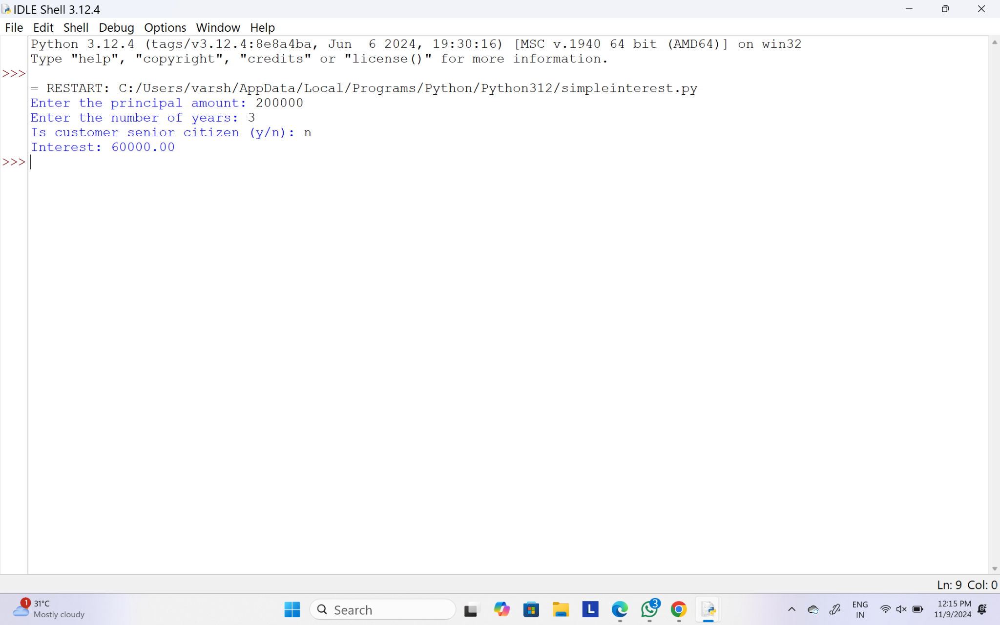 IDLE Shell 3.12.4
File Edit Shell Debug Options Window Help
Python 3.12.4 (tags/v3.12.4:8e8a4ba, Jun  6 2024, 19:30:16) [MSC v.1940 64 bit (AMD64)] on win32
Type "help", "copyright", "credits" or "license()" for more information.
>>>
= RESTART: C:/Users/varsh/AppData/Local/Programs/Python/Python312/simpleinterest.py
Enter the principal amount: 200000
Enter the number of years: 3
Is customer senior citizen (y/n): n
Interest: 60000.00
>>>
Ln: 9 Col: 0
1
31°C
Mostly cloudy
Search
L
3
ENG
IN
12:15 PM
11/9/2024